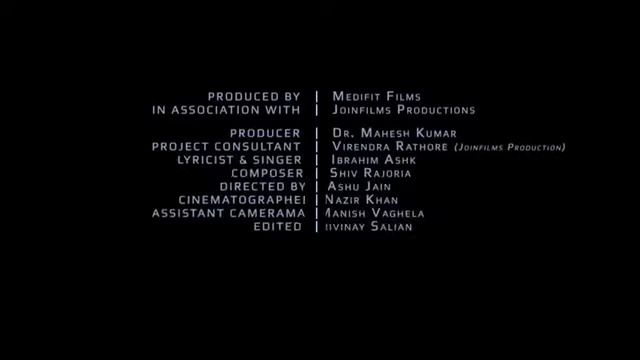 PRODUCED BY | MEDIFIT FILMS
IN ASSOCIATION WITH | JOINFILMS PRODUCTIONS
PRODUCER | DR. MAHESH KUMAR
PROJECT CONSULTANT | VIRENDRA RATHORE (JOINFILMS PRODUCTION)
LYRICIST & SINGER | IBRAHIM ASHK
COMPOSER | SHIV RAJORIA
DIRECTED BY | ASHU JAIN
CINEMATOGRAPHE | NAZIR KHAN
ASSISTANT CAMERAMA | MANISH VAGHELA
EDITED | SALIAN